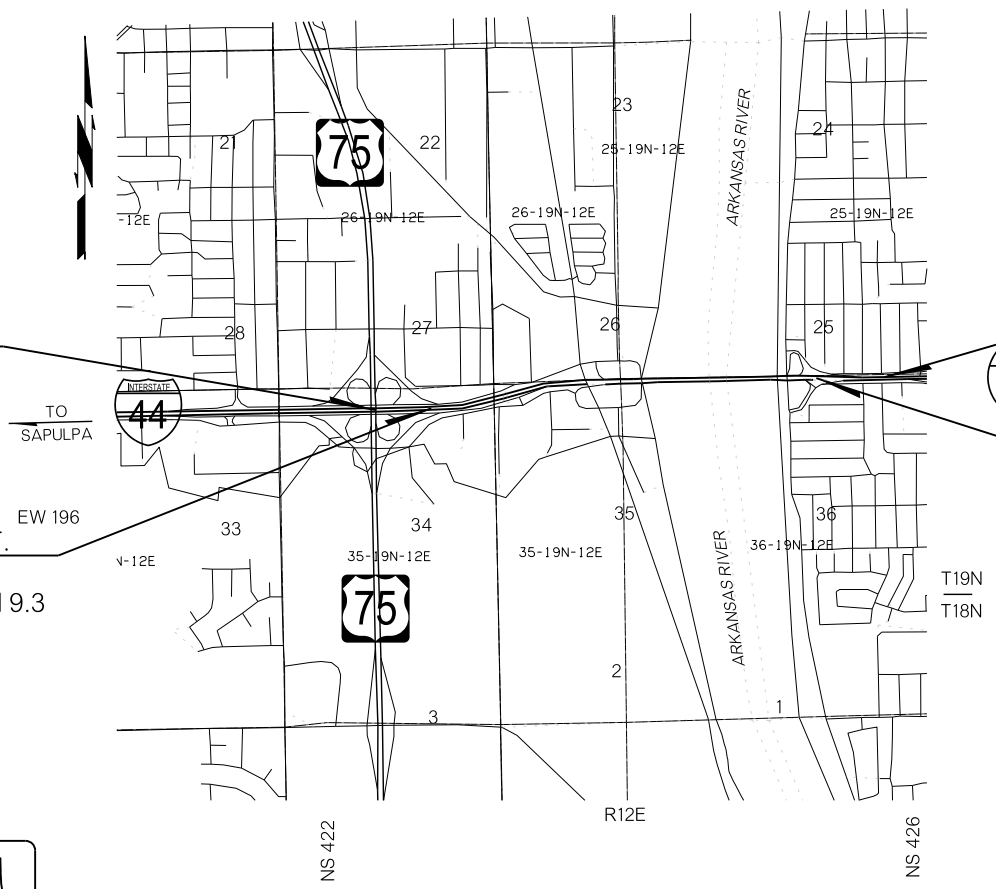 23
24
21
22
75
25-19N-12E
ARKANSAS RIVER
-12E
26-19N-12E
26-19N-12E
25-19N-12E
28
27
26
25
INTERSTATE
44
TO
SAPULPA
EW 196
33
34
35
36
N-12E
35-19N-12E
35-19N-12E
36-19N-12E
ARKANSAS RIVER
T19N
T18N
9.3
75
2
3
1
R12E
NS 422
NS 426